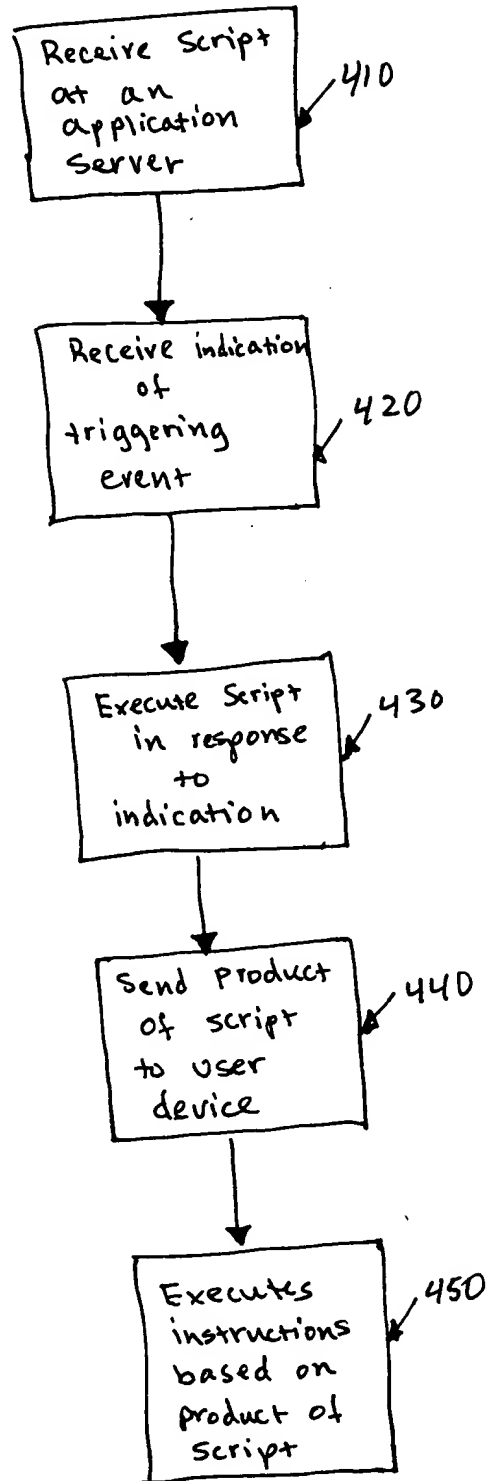 Receive Script
at an
application
server
410
Receive indication
of
triggering
event
420
Execute Script
in response
to
indication
430
Send Product
of script
to user
device
440
Executes
instructions
based on
product of
script
450